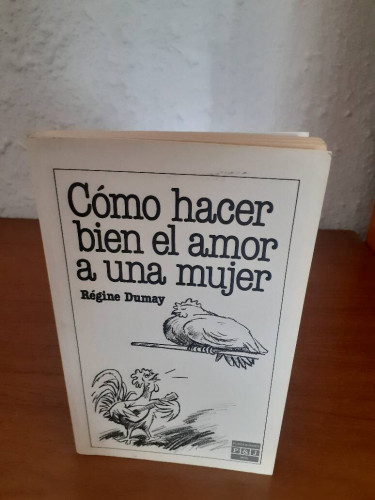 Cómo hacer
bien el amor
a una mujer
Régine Dumay
P&J